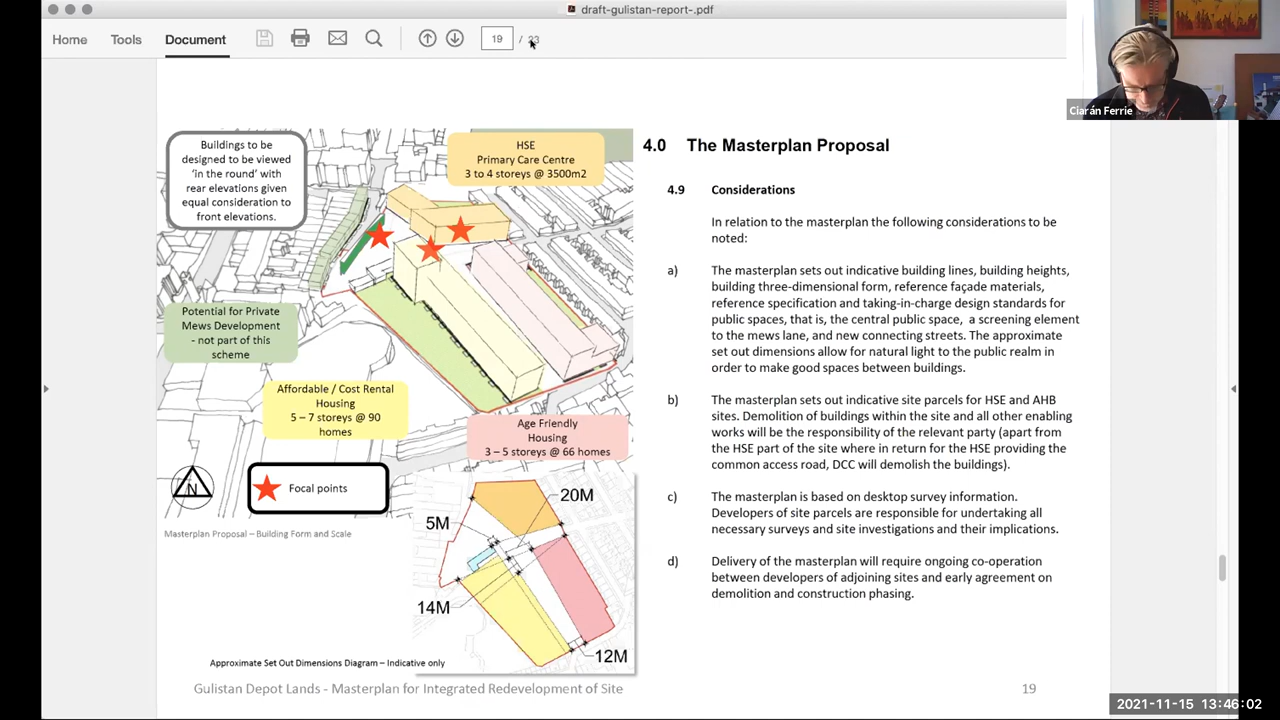 draft-gulistan-report-.pdf
Home
Tools
Document
19
/
Ciarán Ferrie
Buildings to be
designed to be viewed
'in the round' with
rear elevations given
equal consideration to
front elevations.
HSE
Primary Care Centre
3 to 4 storeys @ 3500m2
Potential for Private
Mews Development
- not part of this
scheme
Affordable / Cost Rental
Housing
5 – 7 storeys @ 90
homes
Age Friendly
Housing
3 – 5 storeys @ 66 homes
N
Focal points
Masterplan Proposal – Building Form and Scale
20M
5M
14M
12M
Approximate Set Out Dimensions Diagram – Indicative only
4.0 The Masterplan Proposal
4.9 Considerations
In relation to the masterplan the following considerations to be
noted:
a) The masterplan sets out indicative building lines, building heights,
building three-dimensional form, reference façade materials,
reference specification and taking-in-charge design standards for
public spaces, that is, the central public space, a screening element
to the mews lane, and new connecting streets. The approximate
set out dimensions allow for natural light to the public realm in
order to make good spaces between buildings.
b) The masterplan sets out indicative site parcels for HSE and AHB
sites. Demolition of buildings within the site and all other enabling
works will be the responsibility of the relevant party (apart from
the HSE part of the site where in return for the HSE providing the
common access road, DCC will demolish the buildings).
c) The masterplan is based on desktop survey information.
Developers of site parcels are responsible for undertaking all
necessary surveys and site investigations and their implications.
d) Delivery of the masterplan will require ongoing co-operation
between developers of adjoining sites and early agreement on
demolition and construction phasing.
Gulistan Depot Lands - Masterplan for Integrated Redevelopment of Site
19
2021-11-15 13:46:02